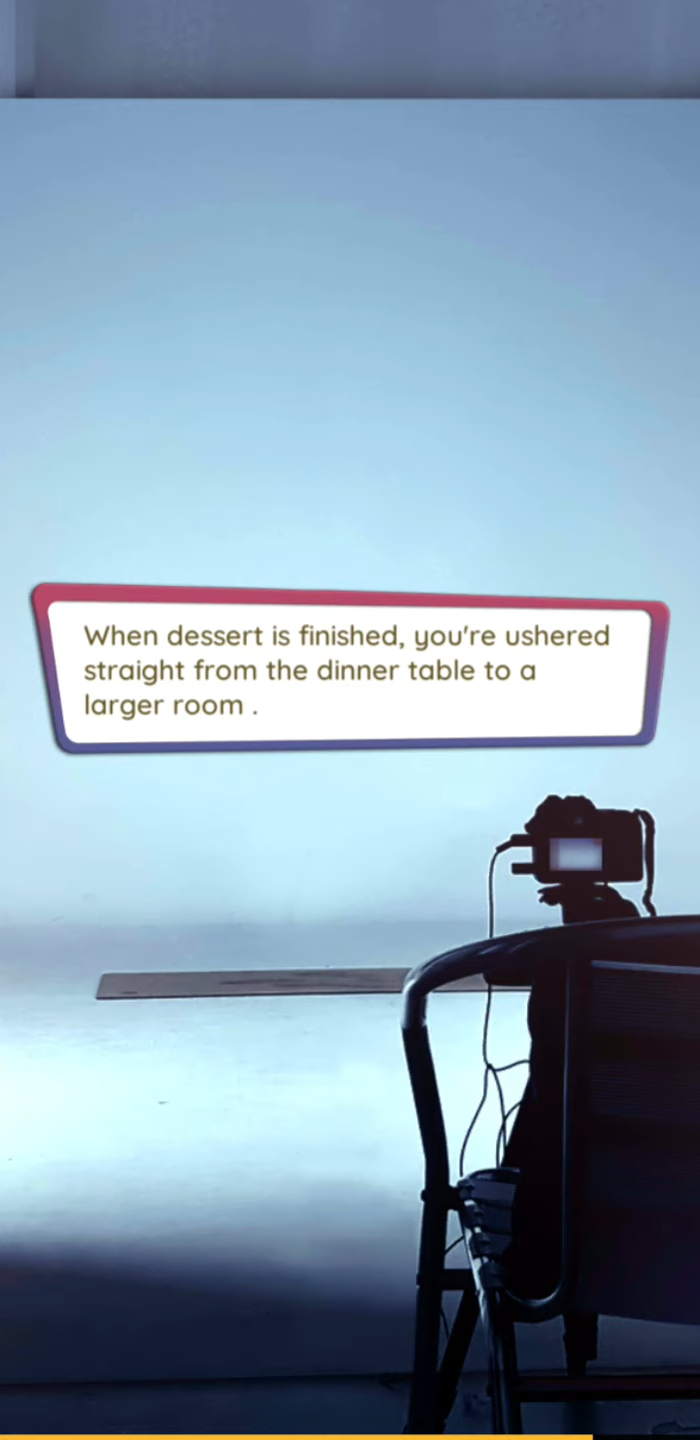 When dessert is finished, you're ushered
straight from the dinner table to a
larger room .